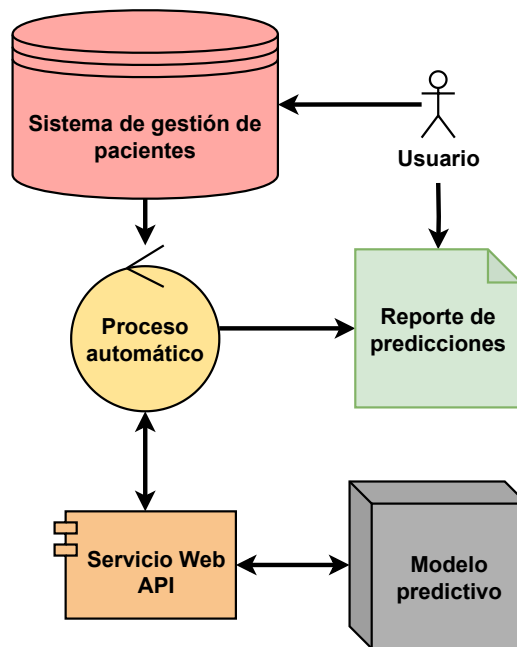 Sistema de gestión de
pacientes
Usuario
Proceso
automático
Reporte de
predicciones
Servicio Web
API
Modelo
predictivo